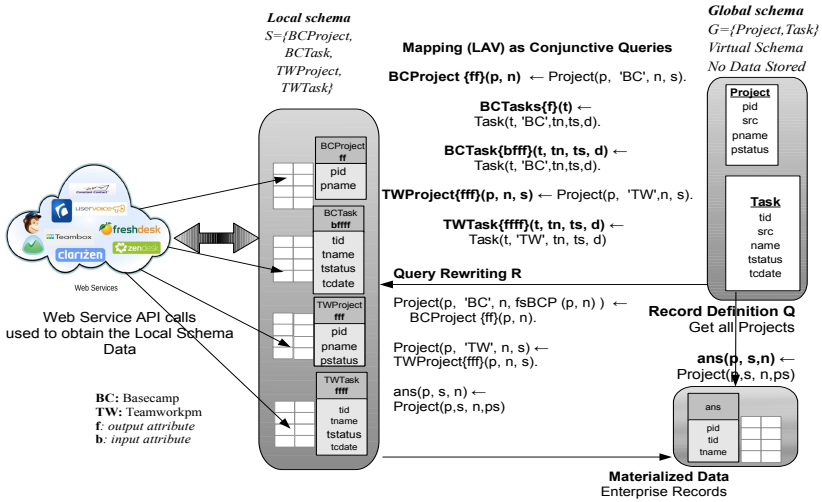 Local schema
S={BCProject,
BCTask,
TWProject,
TWTask}
Mapping (LAV) as Conjunctive Queries
BCProject {ff}(p, n) ← Project(p, 'BC', n, s).
BCTasks{f}(t) ←
Task(t, 'BC',tn,ts,d).
BCTask{bfff}(t, tn, ts, d) ←
Task(t, 'BC',tn,ts,d).
TWProject{fff}(p, n, s) ← Project(p, 'TW',n, s).
TWTask{ffff}(t, tn, ts, d) ←
Task(t, 'TW', tn, ts, d)
Query Rewriting R
Project(p, 'BC', n, fsBCP (p, n) ) ←
BCProject {ff}(p, n).
Project(p, 'TW', n, s) ←
TWProject{fff}(p, n, s).
ans(p, s, n) ←
Project(p,s, n,ps)
Global schema
G={Project,Task}
Virtual Schema
No Data Stored
Project
pid
src
pname
pstatus
Task
tid
src
name
tstatus
tcdate
Record Definition Q
Get all Projects
ans(p, s,n) ←
Project(p,s, n,ps)
ans
pid
tid
tname
Materialized Data
Enterprise Records
BCProject
ff
pid
pname
BCTask
bffff
tid
tname
tstatus
tcdate
TWProject
fff
pid
pname
pstatus
TWTask
ffff
tid
tname
tstatus
tcdate
Constant Contact
uservoice
Teambox
freshdesk
clarizen
zendesk
Web Services
Web Service API calls
used to obtain the Local Schema
Data
BC: Basecamp
TW: Teamworkpm
f: output attribute
b: input attribute